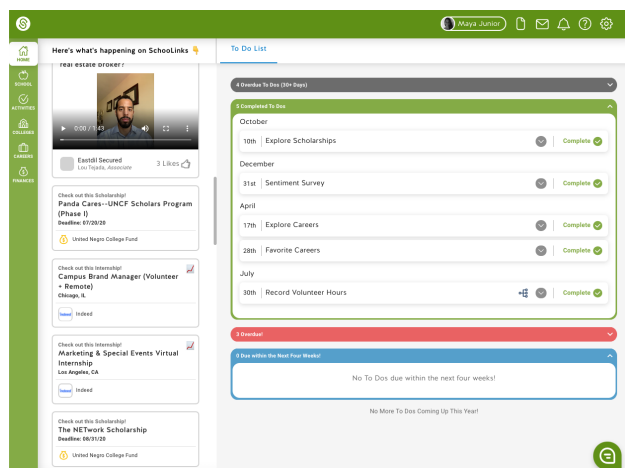 Maya Junior
HOME
SCHOOL
ACTIVITIES
COLLEGES
CAREERS
FINANCES
Here's what's happening on SchooLinks 👇
real estate broker?
0:00 / 1:43
Eastdil Secured
Lou Tejada, Associate
3 Likes
Check out this Scholarship!
Panda Cares--UNCF Scholars Program
(Phase I)
Deadline: 07/20/20
United Negro College Fund
Check out this Internship!
Campus Brand Manager (Volunteer
+ Remote)
Chicago, IL
indeed
Indeed
Check out this Internship!
Marketing & Special Events Virtual
Internship
Los Angeles, CA
indeed
Indeed
Check out this Scholarship!
The NETwork Scholarship
Deadline: 08/31/20
United Negro College Fund
To Do List
4 Overdue To Dos (30+ Days)
5 Completed To Dos
October
10th Explore Scholarships Complete
December
31st Sentiment Survey Complete
April
17th Explore Careers Complete
28th Favorite Careers Complete
July
30th Record Volunteer Hours Complete
3 Overdue!
0 Due within the Next Four Weeks!
No To Dos due within the next four weeks!
No More To Dos Coming Up This Year!